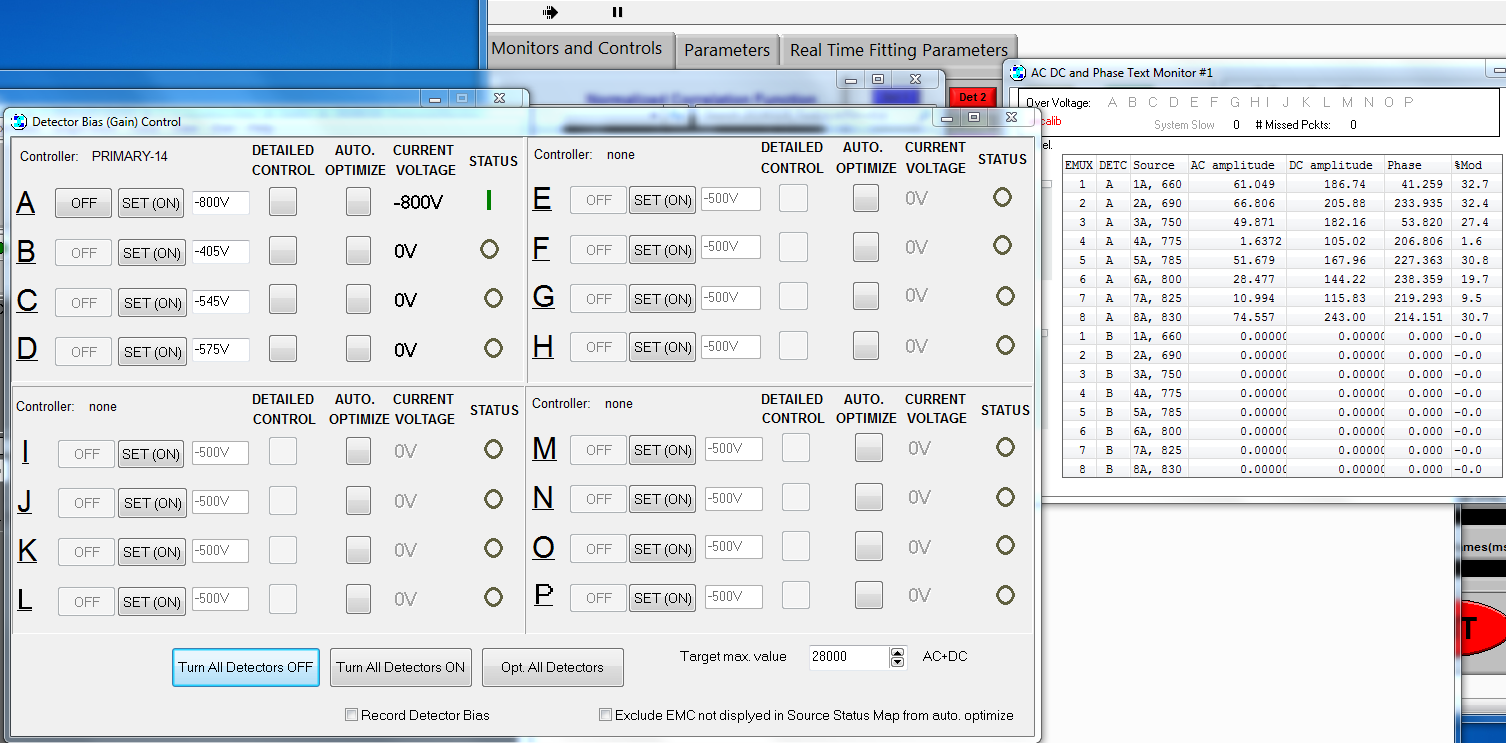 Monitors and Controls Parameters Real Time Fitting Parameters
Normalized Correlation Function
Det 2
Detector Bias (Gain) Control
Controller: PRIMARY-14
DETAILED CONTROL AUTO. OPTIMIZE CURRENT VOLTAGE STATUS
A OFF SET (ON) -800V -800V
B OFF SET (ON) -405V 0V
C OFF SET (ON) -545V 0V
D OFF SET (ON) -575V 0V
Controller: none
DETAILED CONTROL AUTO. OPTIMIZE CURRENT VOLTAGE STATUS
E OFF SET (ON) -500V 0V
F OFF SET (ON) -500V 0V
G OFF SET (ON) -500V 0V
H OFF SET (ON) -500V 0V
Controller: none
DETAILED CONTROL AUTO. OPTIMIZE CURRENT VOLTAGE STATUS
I OFF SET (ON) -500V 0V
J OFF SET (ON) -500V 0V
K OFF SET (ON) -500V 0V
L OFF SET (ON) -500V 0V
Controller: none
DETAILED CONTROL AUTO. OPTIMIZE CURRENT VOLTAGE STATUS
M OFF SET (ON) -500V 0V
N OFF SET (ON) -500V 0V
O OFF SET (ON) -500V 0V
P OFF SET (ON) -500V 0V
Turn All Detectors OFF Turn All Detectors ON Opt. All Detectors
Target max. value 28000 AC+DC
Record Detector Bias
Exclude EMC not displyed in Source Status Map from auto. optimize
AC DC and Phase Text Monitor #1
Over Voltage: A B C D E F G H I J K L M N O P
calib
System Slow 0 # Missed Pckts: 0
el.
EMUX DETC Source AC amplitude DC amplitude Phase %Mod
1 A 1A, 660 61.049 186.74 41.259 32.7
2 A 2A, 690 66.806 205.88 233.935 32.4
3 A 3A, 750 49.871 182.16 53.820 27.4
4 A 4A, 775 1.6372 105.02 206.806 1.6
5 A 5A, 785 51.679 167.96 227.363 30.8
6 A 6A, 800 28.477 144.22 238.359 19.7
7 A 7A, 825 10.994 115.83 219.293 9.5
8 A 8A, 830 74.557 243.00 214.151 30.7
1 B 1A, 660 0.00000 0.00000 0.000 -0.0
2 B 2A, 690 0.00000 0.00000 0.000 -0.0
3 B 3A, 750 0.00000 0.00000 0.000 -0.0
4 B 4A, 775 0.00000 0.00000 0.000 -0.0
5 B 5A, 785 0.00000 0.00000 0.000 -0.0
6 B 6A, 800 0.00000 0.00000 0.000 -0.0
7 B 7A, 825 0.00000 0.00000 0.000 -0.0
8 B 8A, 830 0.00000 0.00000 0.000 -0.0
mes(ms
T